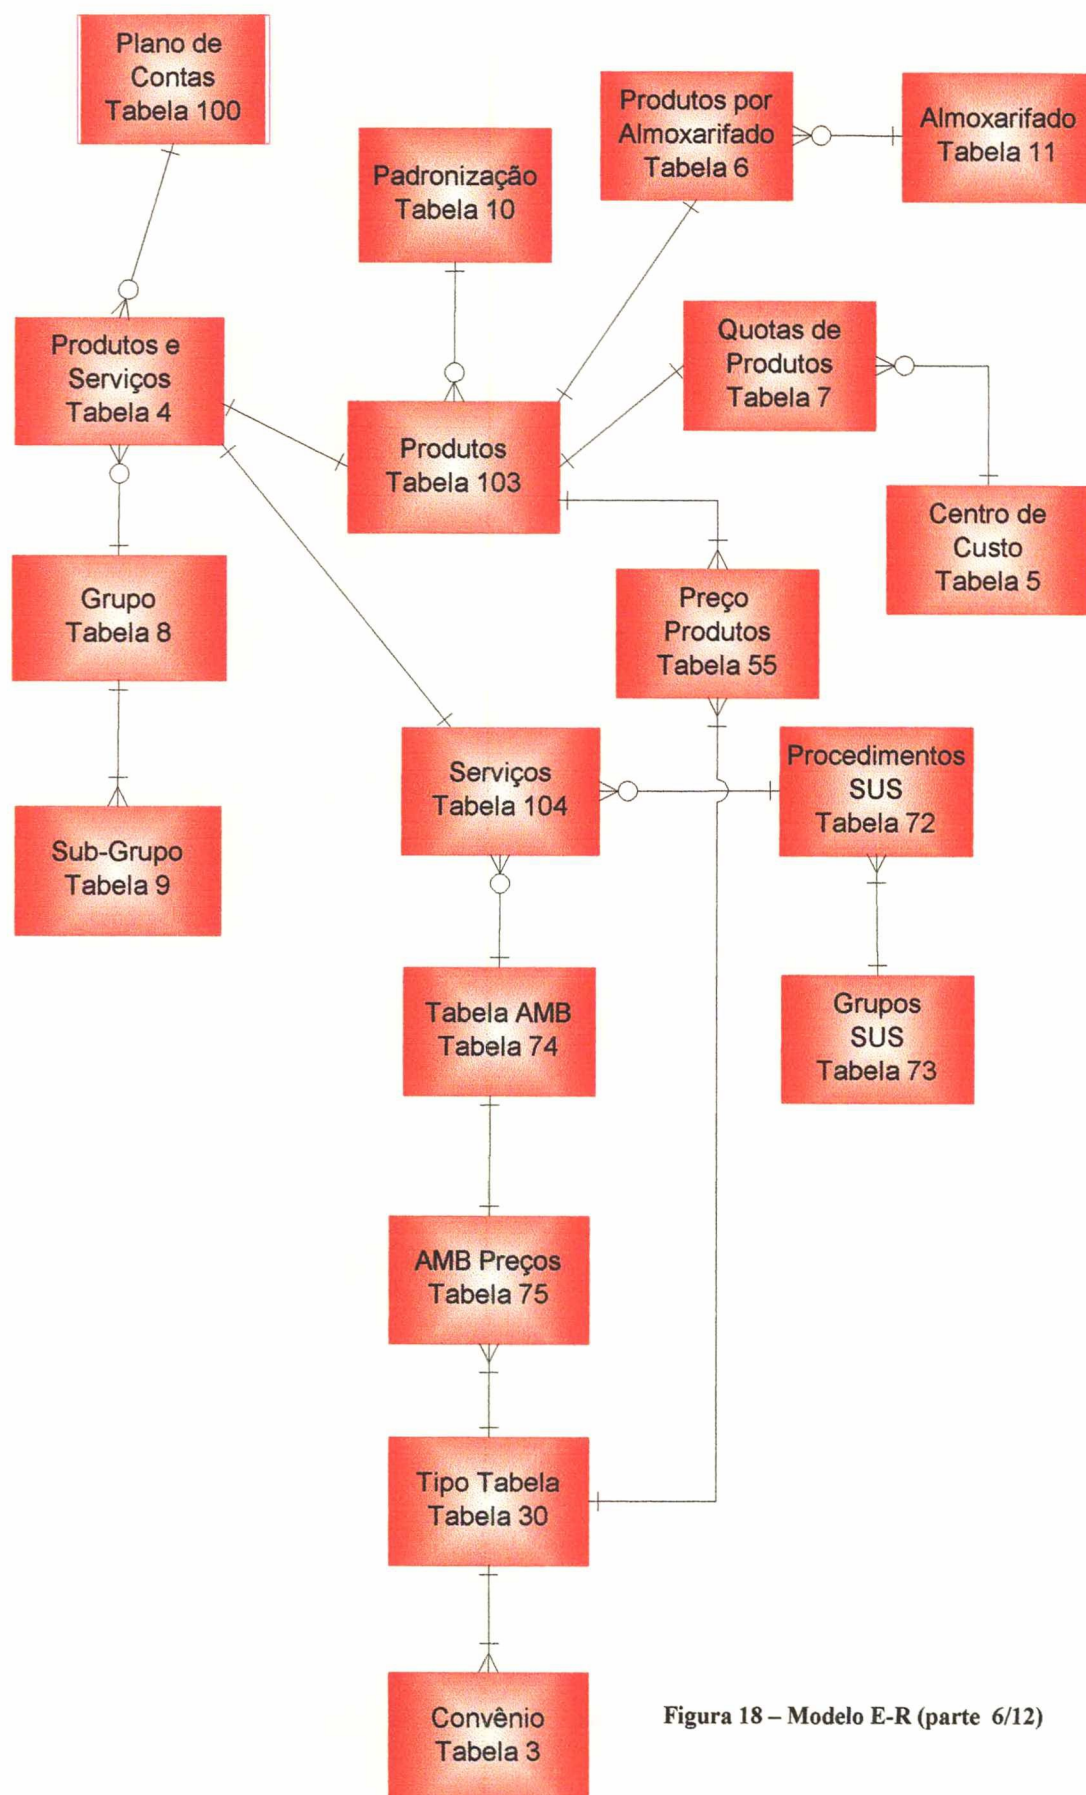 Plano de
Contas
Tabela 100
Produtos por
Almoxarifado
Tabela 6
Almoxarifado
Tabela 11
Padronização
Tabela 10
Produtos e
Serviços
Tabela 4
Quotas de
Produtos
Tabela 7
Produtos
Tabela 103
Centro de
Custo
Tabela 5
Grupo
Tabela 8
Preço
Produtos
Tabela 55
Serviços
Tabela 104
Procedimentos
SUS
Tabela 72
Sub-Grupo
Tabela 9
Tabela AMB
Tabela 74
Grupos
SUS
Tabela 73
AMB Preços
Tabela 75
Tipo Tabela
Tabela 30
Convênio
Tabela 3
Figura 18 – Modelo E-R (parte 6/12)